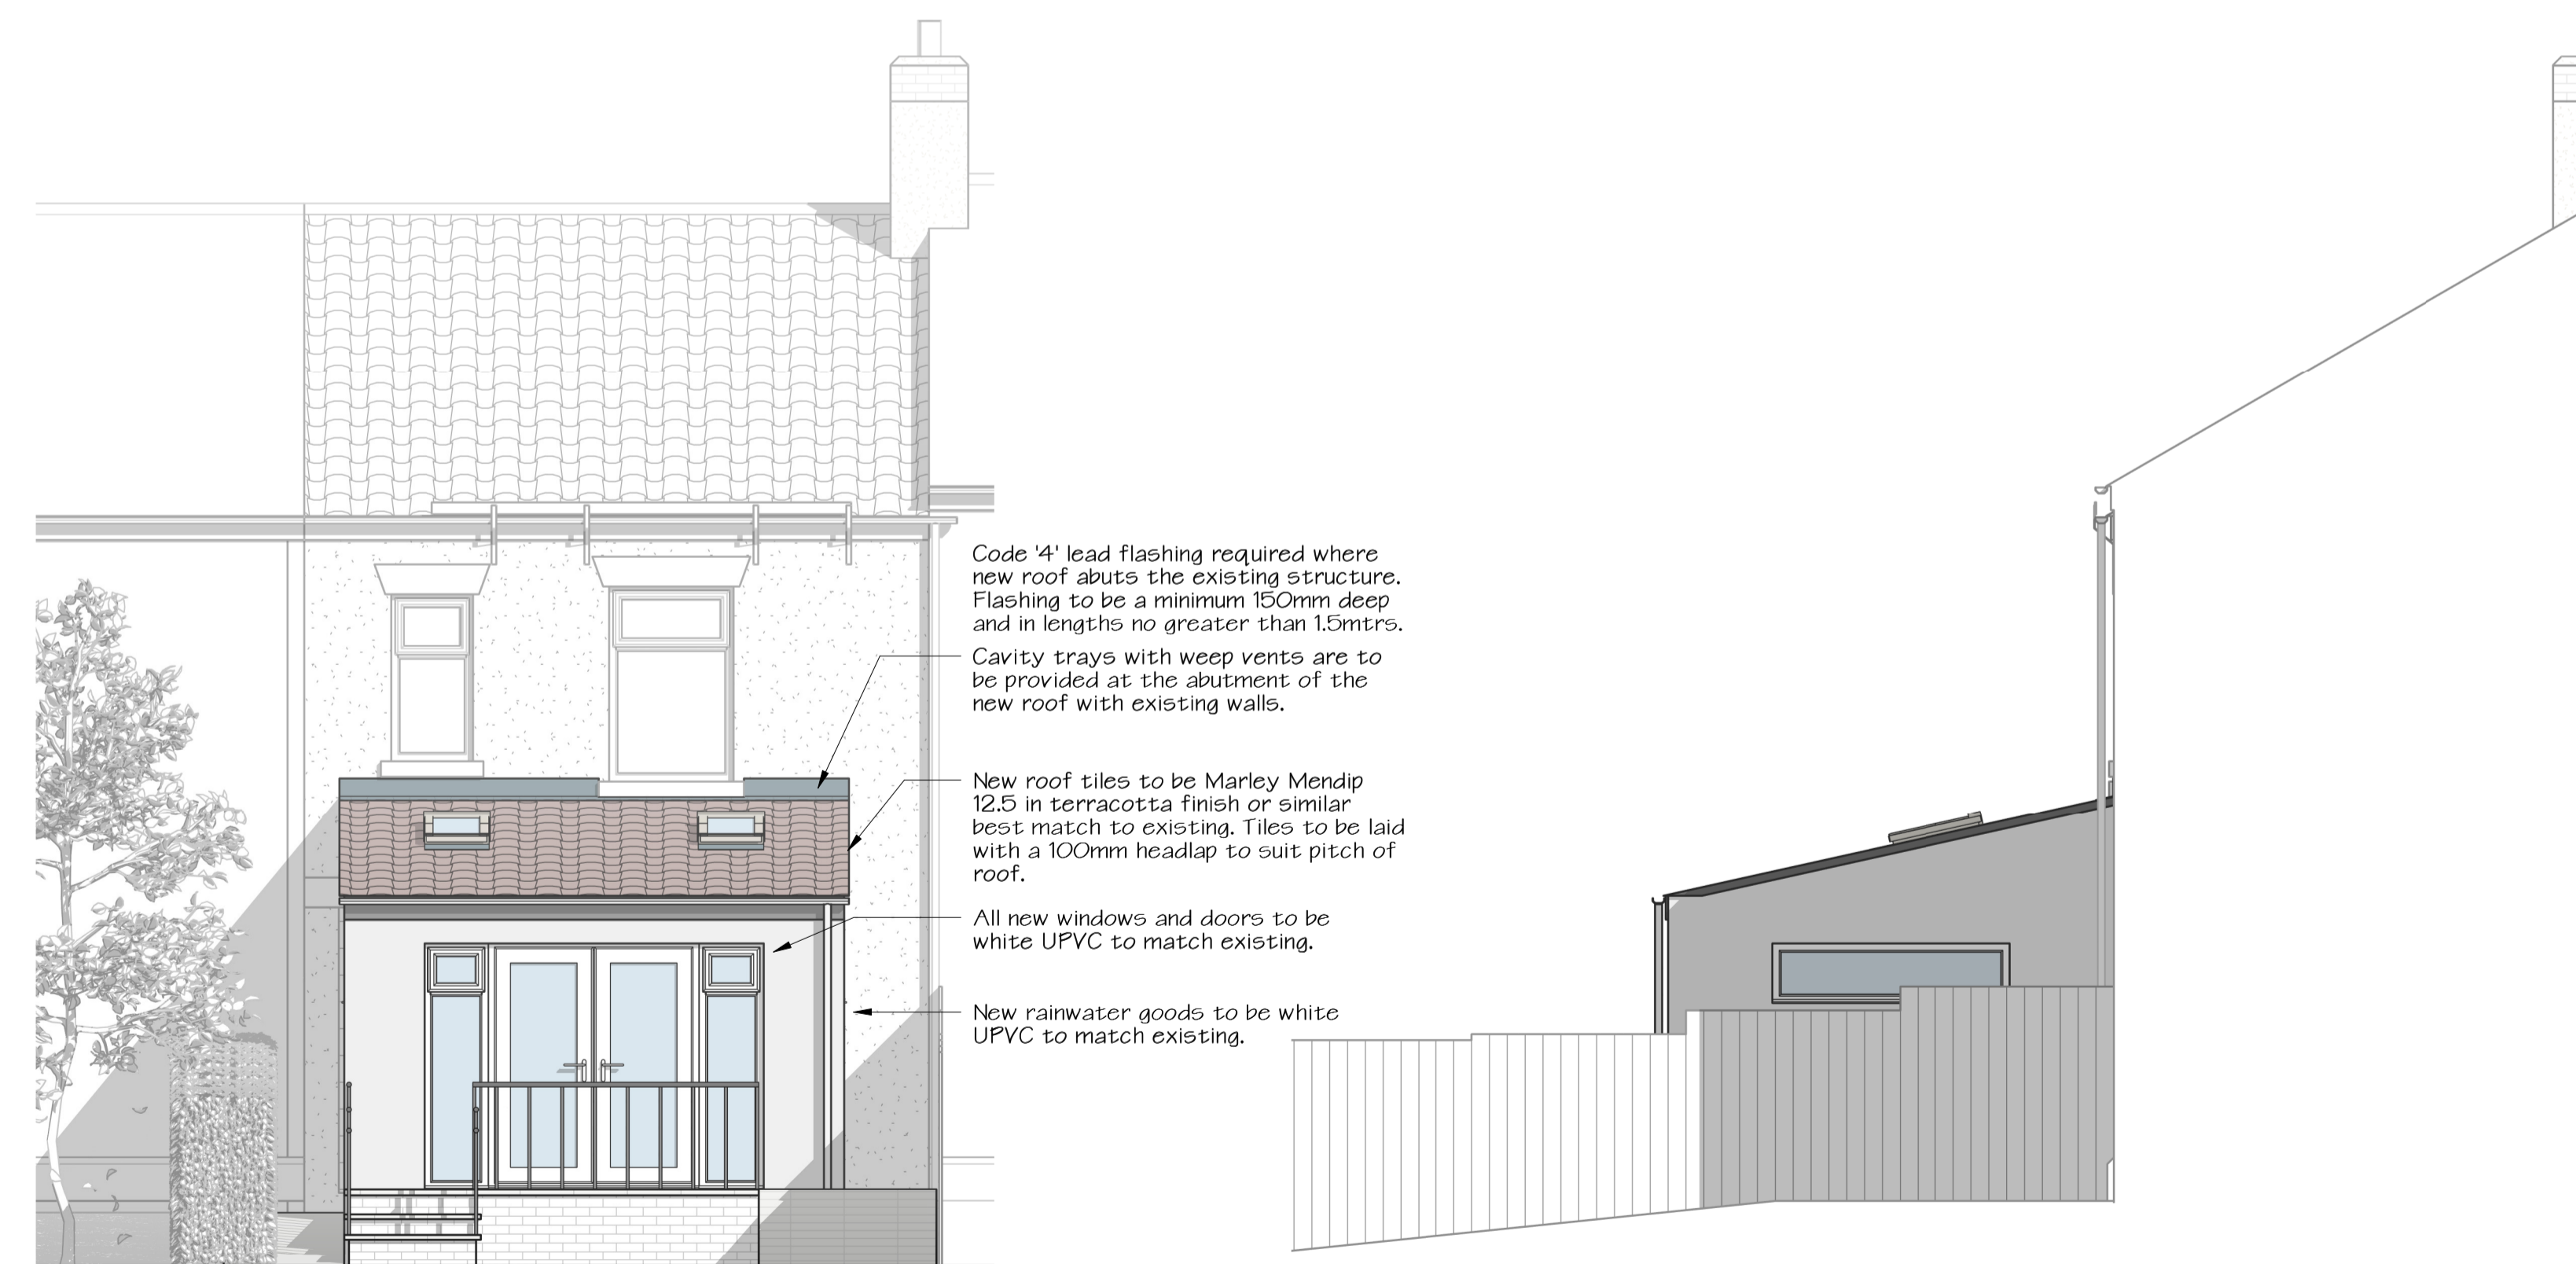 Code '4' lead flashing required where
new roof abuts the existing structure.
Flashing to be a minimum 150mm deep
and in lengths no greater than 1.5mtrs.
Cavity trays with weep vents are to
be provided at the abutment of the
new roof with existing walls.
New roof tiles to be Marley Mendip
12.5 in terracotta finish or similar
best match to existing. Tiles to be laid
with a 100mm headlap to suit pitch of
roof.
All new windows and doors to be
white UPVC to match existing.
New rainwater goods to be white
UPVC to match existing.